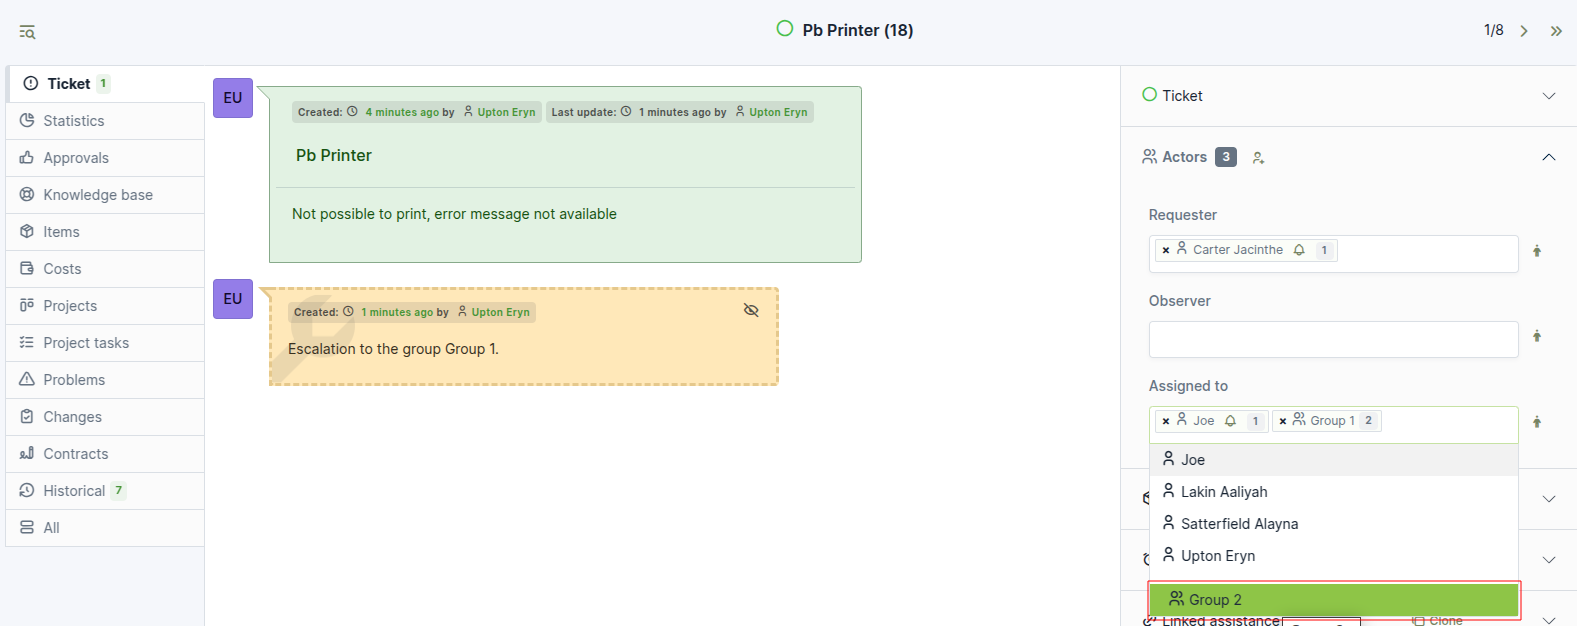 Pb Printer (18)
1/8
Ticket 1
Statistics
Approvals
Knowledge base
Items
Costs
Projects
Project tasks
Problems
Changes
Contracts
Historical 7
All
EU
Created: 4 minutes ago by Upton Eryn Last update: 1 minutes ago by Upton Eryn
Pb Printer
Not possible to print, error message not available
EU
Created: 1 minutes ago by Upton Eryn
Escalation to the group Group 1.
Ticket
Actors 3
Requester
× Carter Jacinthe 1
Observer
Assigned to
× Joe 1 × Group 1 2
Joe
Lakin Aaliyah
Satterfield Alayna
Upton Eryn
Group 2
Linked assistance
Clone